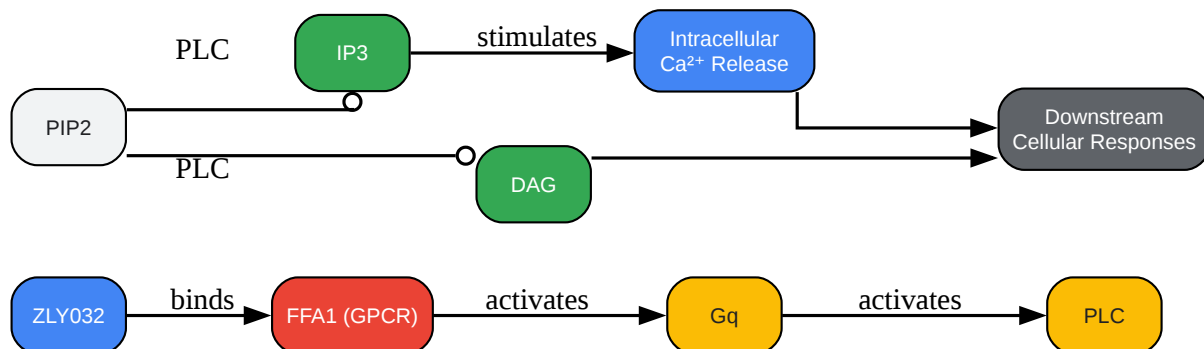 PLC
IP3
stimulates
Intracellular
Ca²⁺ Release
PIP2
Downstream
Cellular Responses
PLC
DAG
ZLY032
binds
FFA1 (GPCR)
activates
Gq
activates
PLC